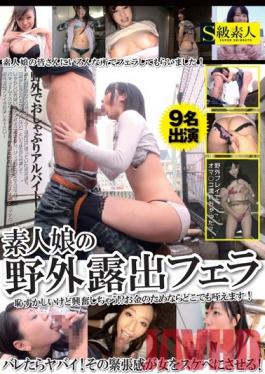 素人娘の皆さんにいろんな所でフェラしてもらいました!
S級素人
野外でおしゃぶりアルバイト!
9名出演
素人娘の
野外露出フェラ
恥ずかしいけど興奮しちゃう!お金のためならどこでも咥えます!
バレたらヤバイ!その緊張感が女をスケベにさせる!